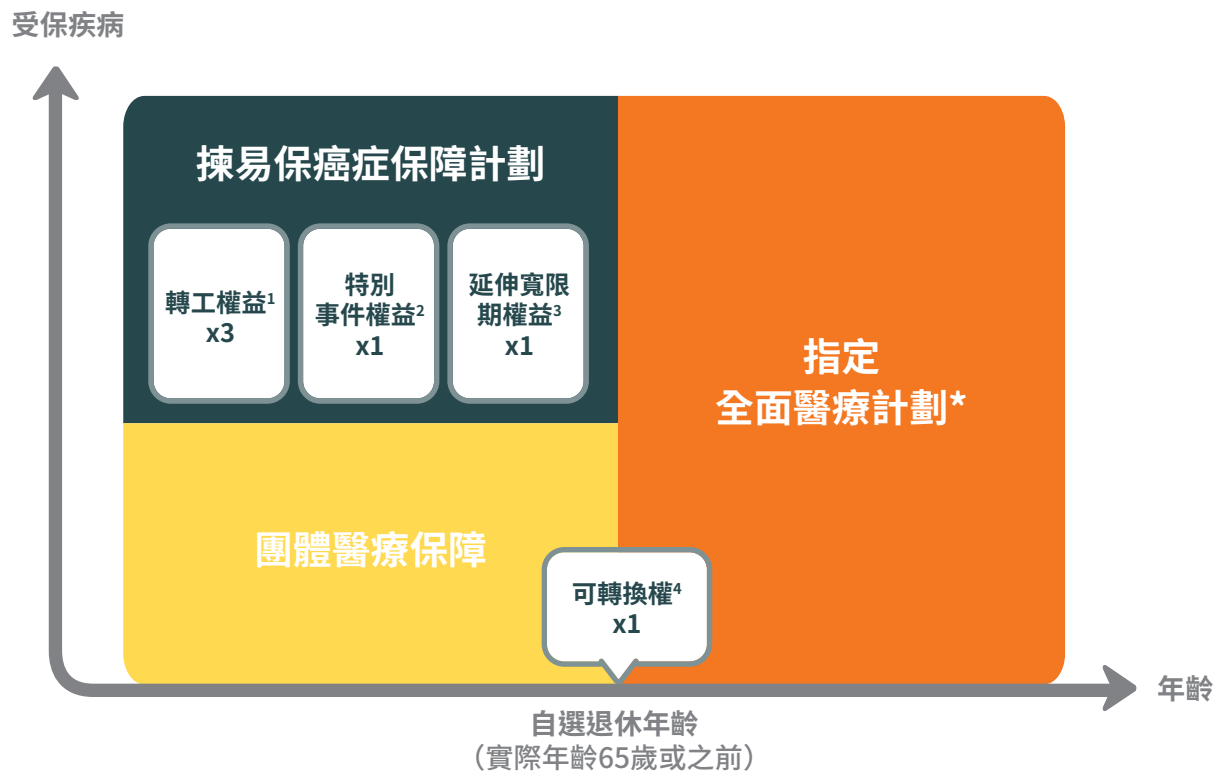 受保疾病
揀易保癌症保障計劃
轉工權益¹
x3
特別
事件權益²
x1
延伸寬限
期權益³
x1
指定
全面醫療計劃*
團體醫療保障
可轉換權⁴
x1
年齡
自選退休年齡
（實際年齡65歲或之前）